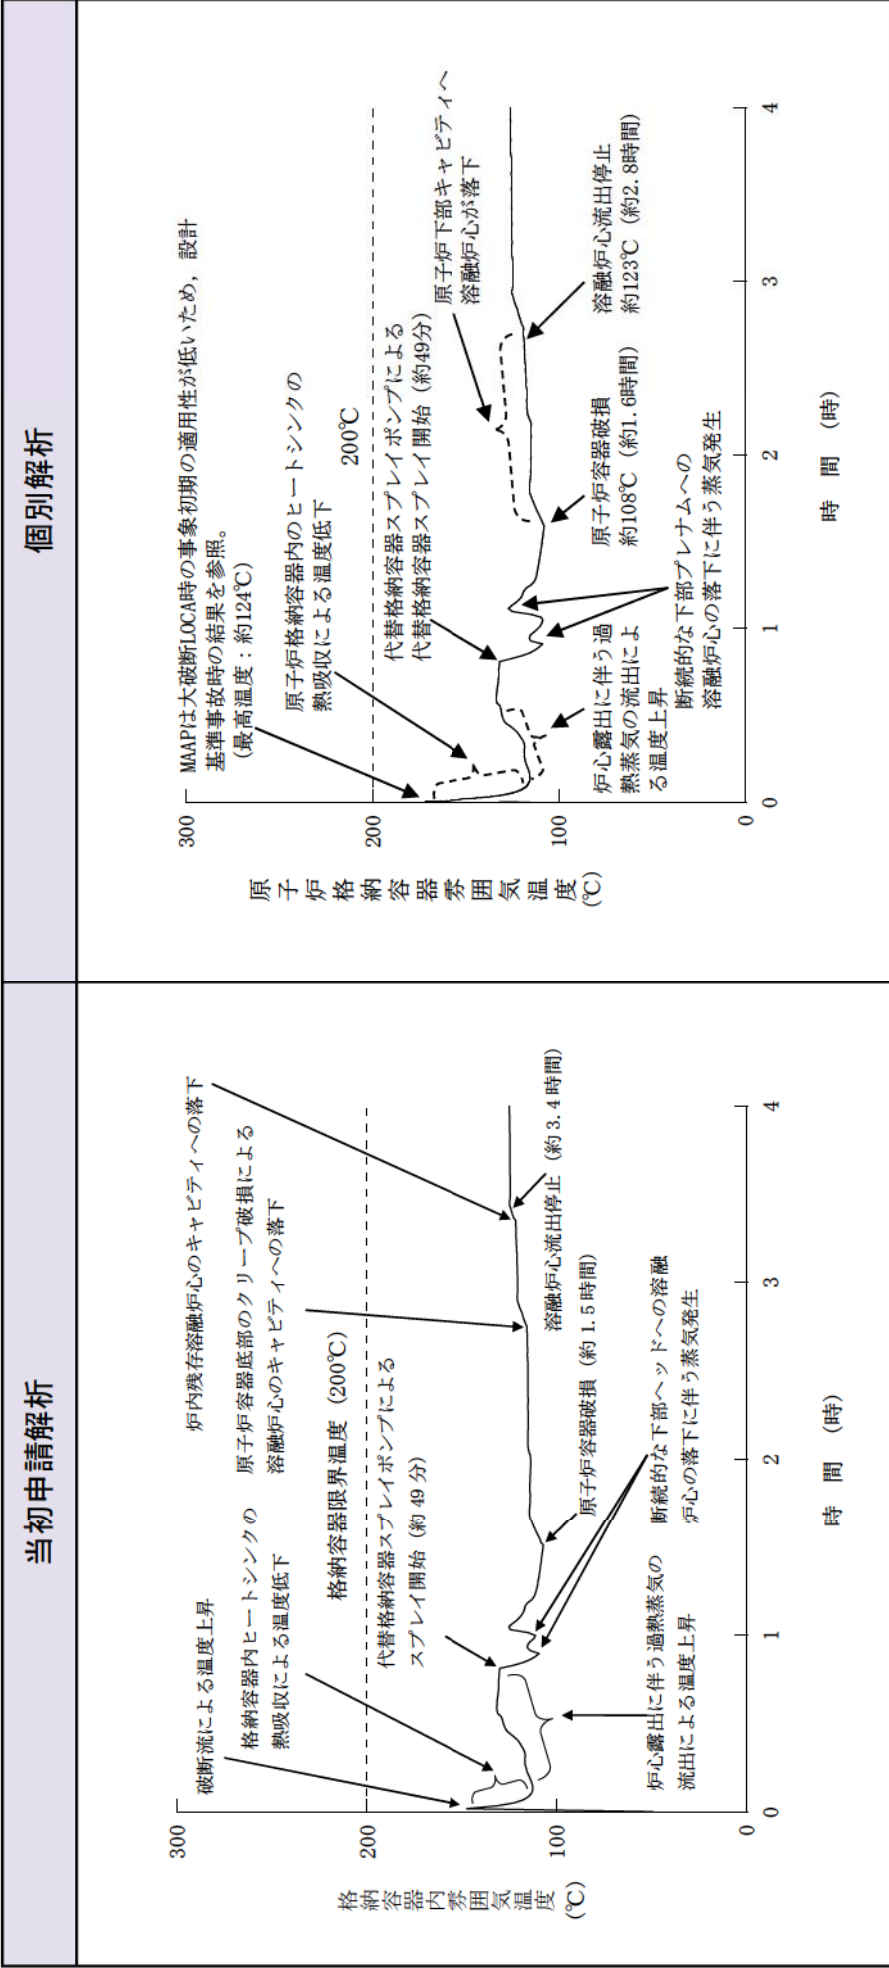 当初申請解析
個別解析
破断流による温度上昇
格納容器内ヒートシンクの
熱吸収による温度低下
炉内残存溶融炉心のキャビティへの落下
原子炉容器底部のクリープ破損による
溶融炉心のキャビティへの落下
格納容器限界温度 (200℃)
代替格納容器スプレイポンプによる
スプレイ開始 (約 49 分)
溶融炉心流出停止 (約 3.4 時間)
原子炉容器破損 (約 1.5 時間)
断続的な下部ヘッドへの溶融
炉心の落下に伴う蒸気発生
炉心露出に伴う過熱蒸気の
流出による温度上昇
格納容器内雰囲気温度
(℃)
300
200
100
0
0
1
2
3
4
時 間 (時)
MAAPは大破断LOCA時の事象初期の適用性が低いため, 設計
基準事故時の結果を参照。
(最高温度:約124℃)
原子炉格納容器内のヒートシンクの
熱吸収による温度低下
200℃
代替格納容器スプレイポンプによる
代替格納容器スプレイ開始 (約49分)
原子炉下部キャビティへ
溶融炉心が落下
溶融炉心流出停止
約123℃ (約2.8時間)
原子炉容器破損
約108℃ (約1.6時間)
断続的な下部プレナムへの
溶融炉心の落下に伴う蒸気発生
炉心露出に伴う過
熱蒸気の流出によ
る温度上昇
原子炉格納容器雰囲気温度
(℃)
300
200
100
0
0
1
2
3
4
時 間 (時)